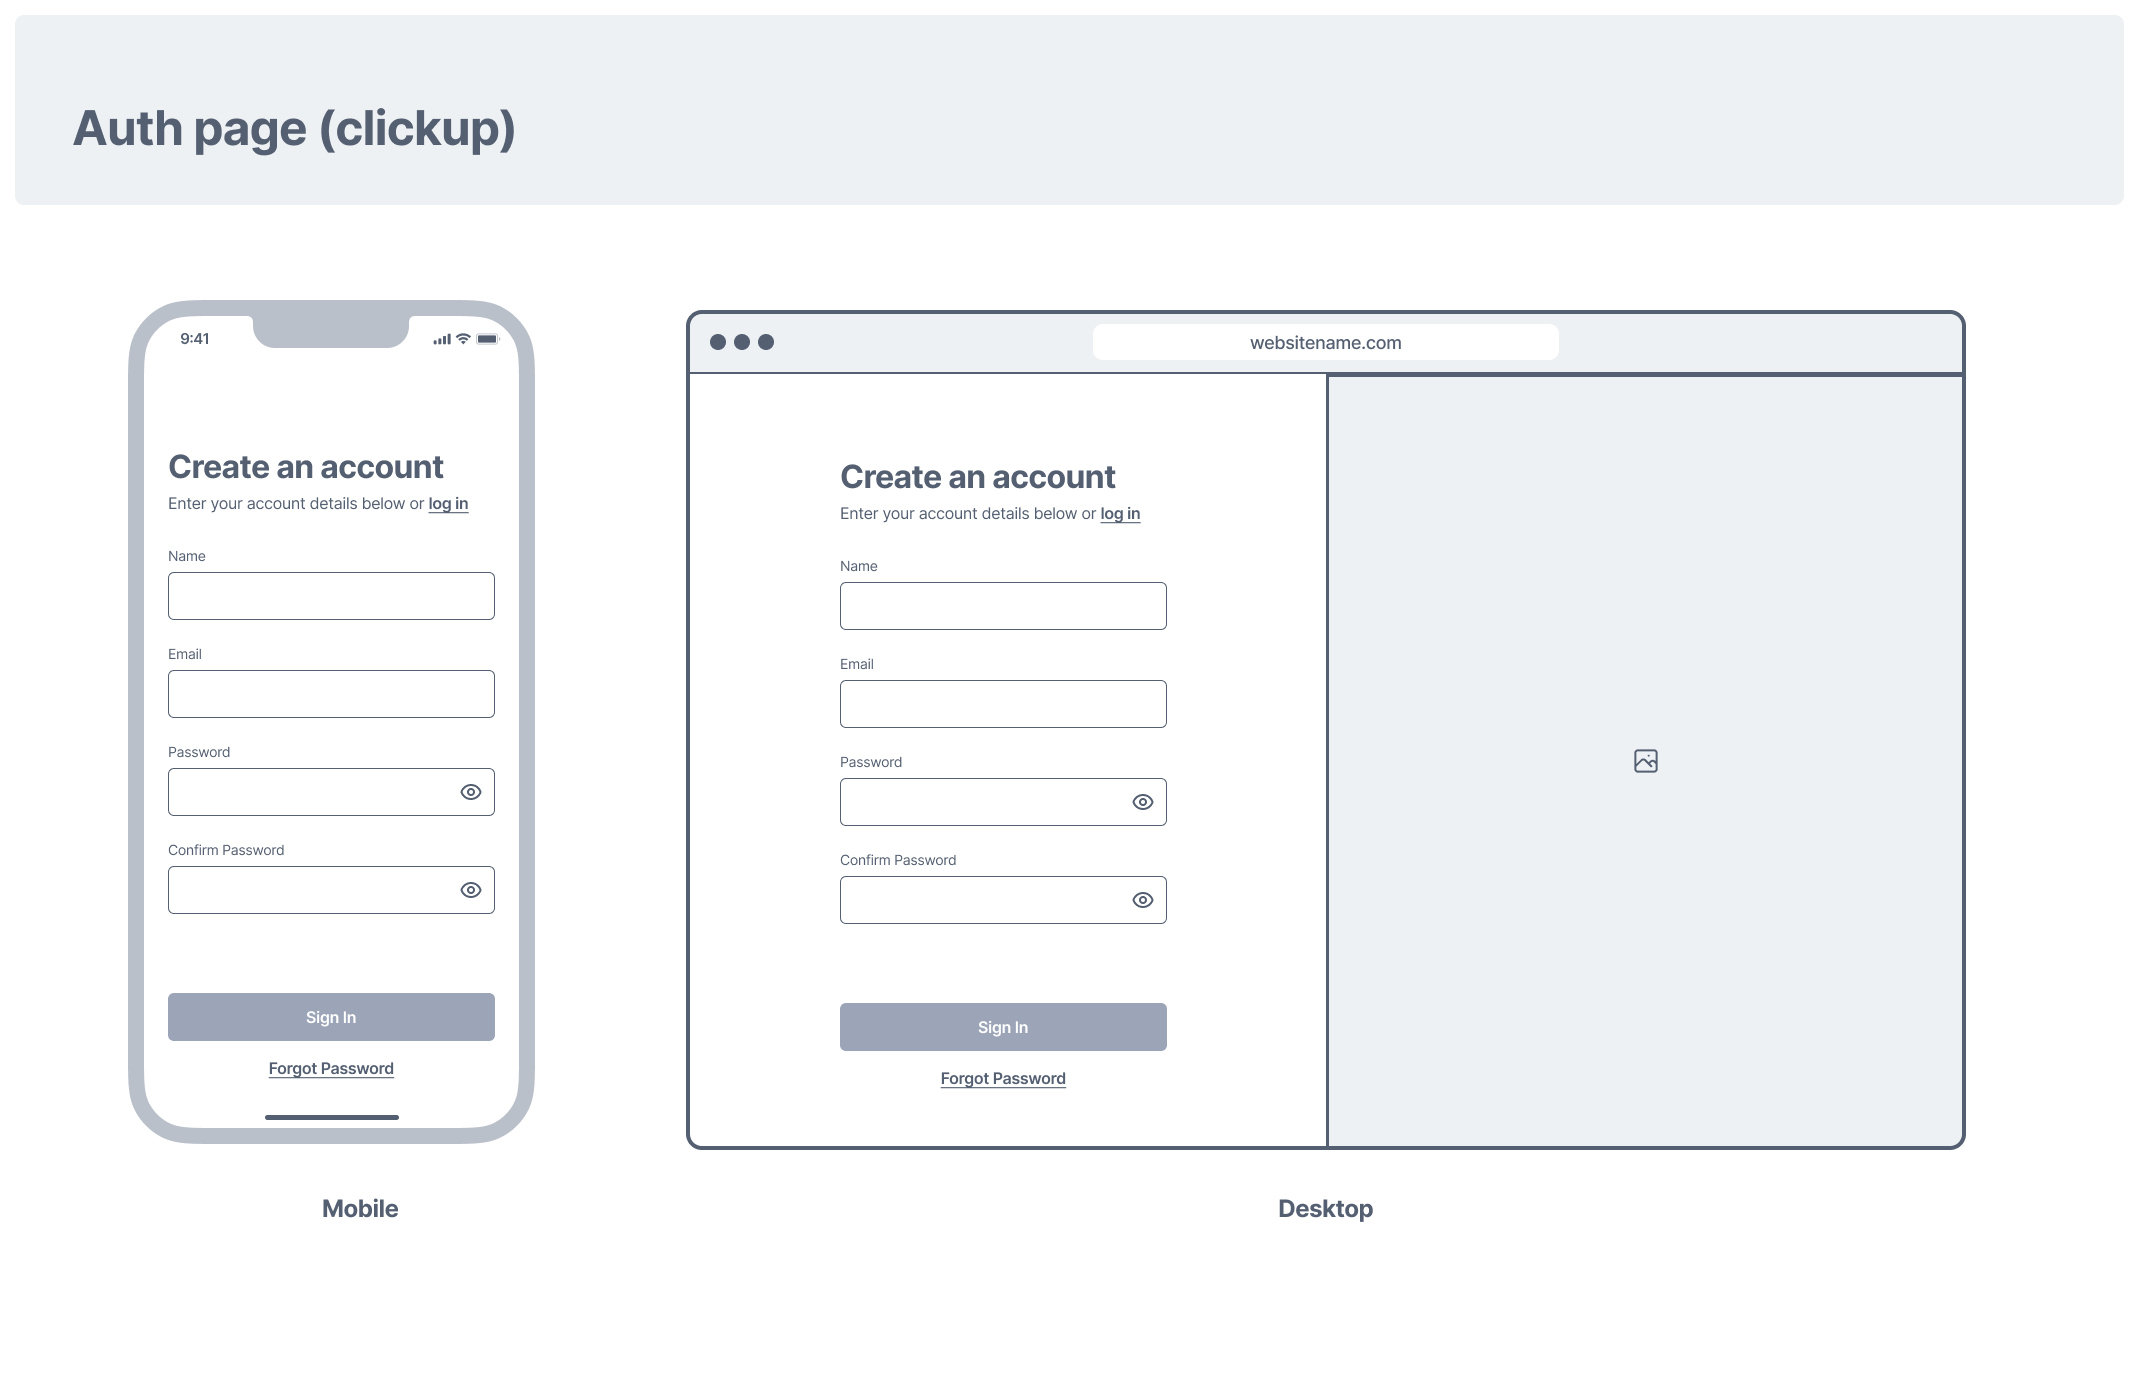 Auth page (clickup)
9:41
Create an account
Enter your account details below or log in
Name
Email
Password
Confirm Password
Sign In
Forgot Password
Mobile
websitename.com
Create an account
Enter your account details below or log in
Name
Email
Password
Confirm Password
Sign In
Forgot Password
Desktop